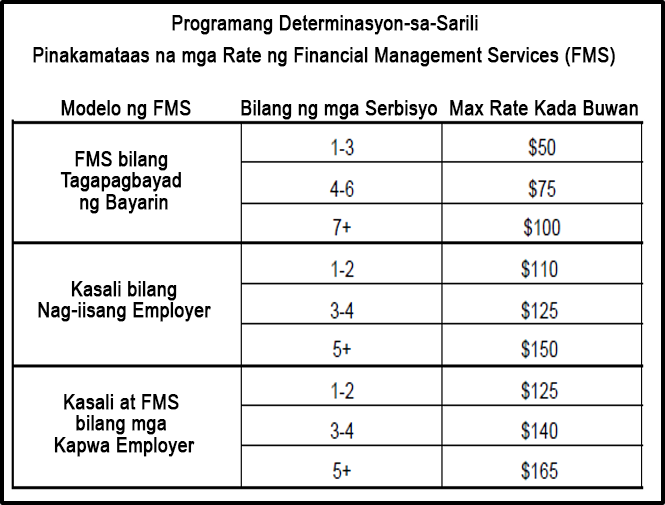 Programang Determinasyon-sa-Sarili
Pinakamataas na mga Rate ng Financial Management Services (FMS)
Modelo ng FMS Bilang ng mga Serbisyo Max Rate Kada Buwan
FMS bilang
Tagapagbayad
ng Bayarin
1-3 $50
4-6 $75
7+ $100
Kasali bilang
Nag-iisang Employer
1-2 $110
3-4 $125
5+ $150
Kasali at FMS
bilang mga
Kapwa Employer
1-2 $125
3-4 $140
5+ $165